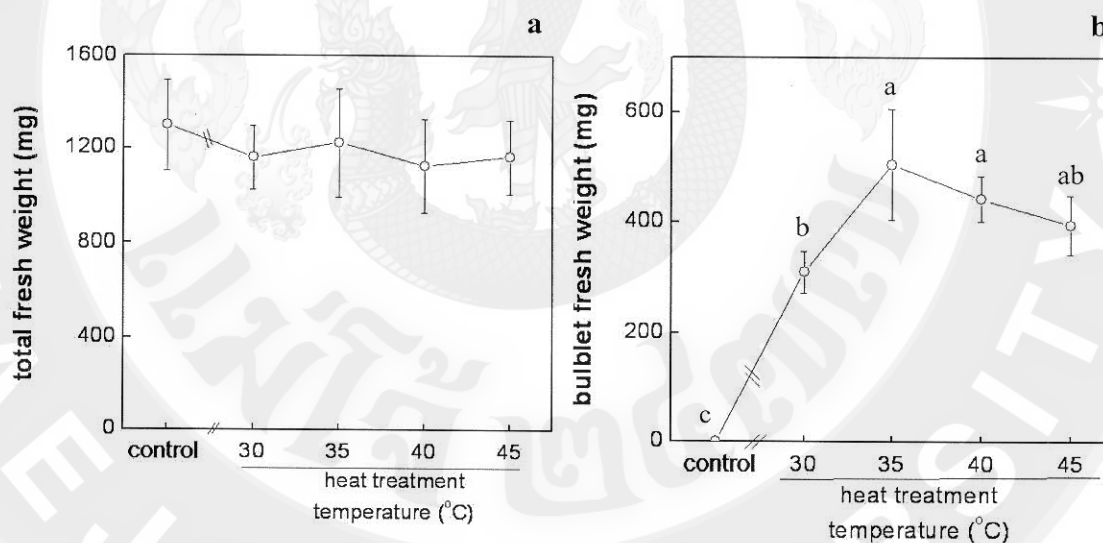 a
1600
1200
800
400
0
total fresh weight (mg)
control
30
35
40
45
heat treatment
temperature (°C)
b
600
400
200
0
bulblet fresh weight (mg)
c
b
a
a
ab
control
30
35
40
45
heat treatment
temperature (°C)